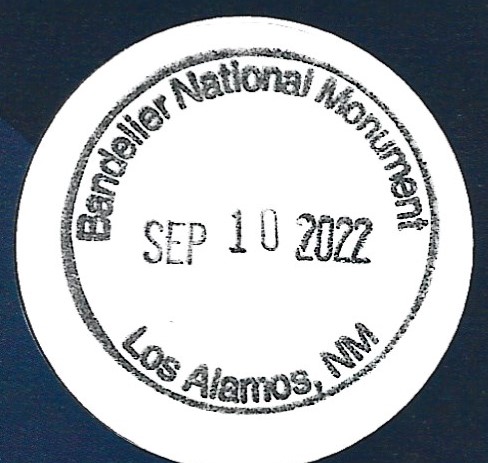 Bandelier National Monument
SEP 10 2022
Los Alamos, NM